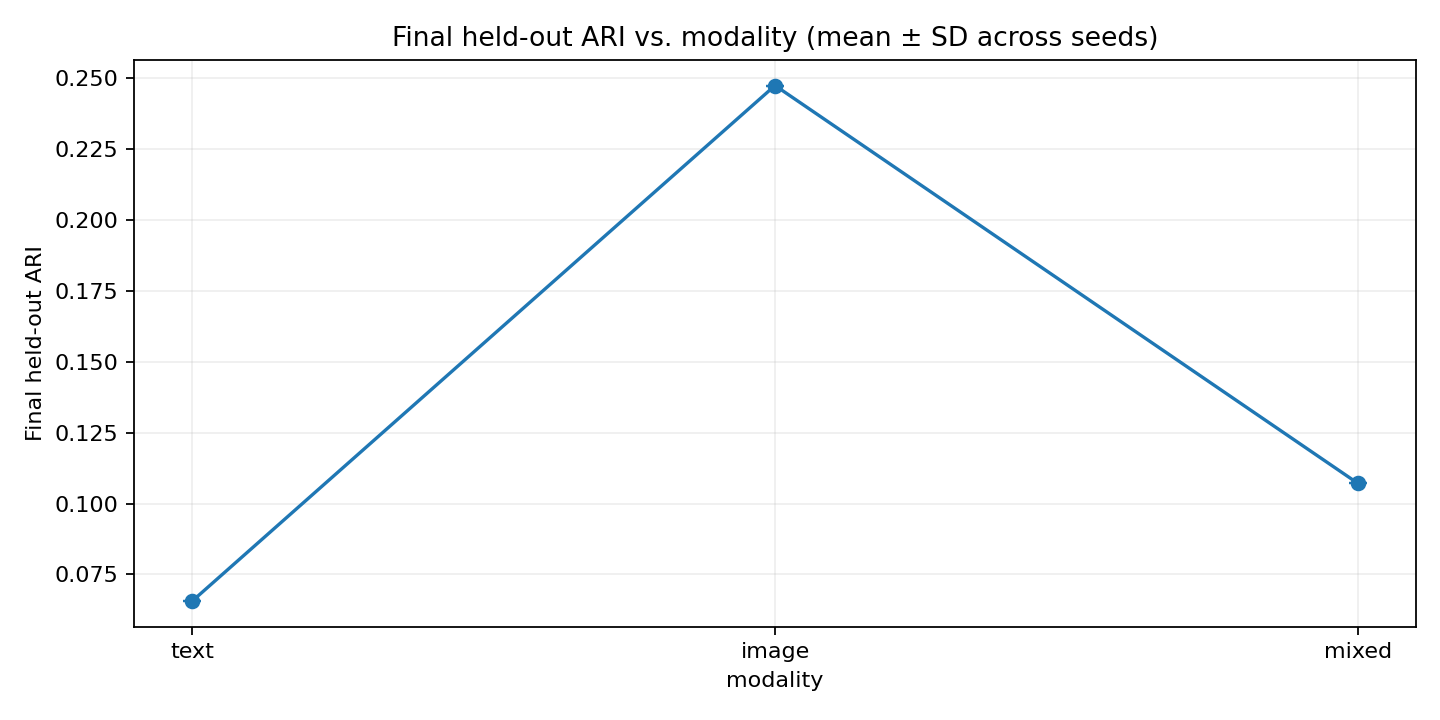 Final held-out ARI vs. modality (mean ± SD across seeds)
Final held-out ARI
0.250
0.225
0.200
0.175
0.150
0.125
0.100
0.075
text
image
mixed
modality